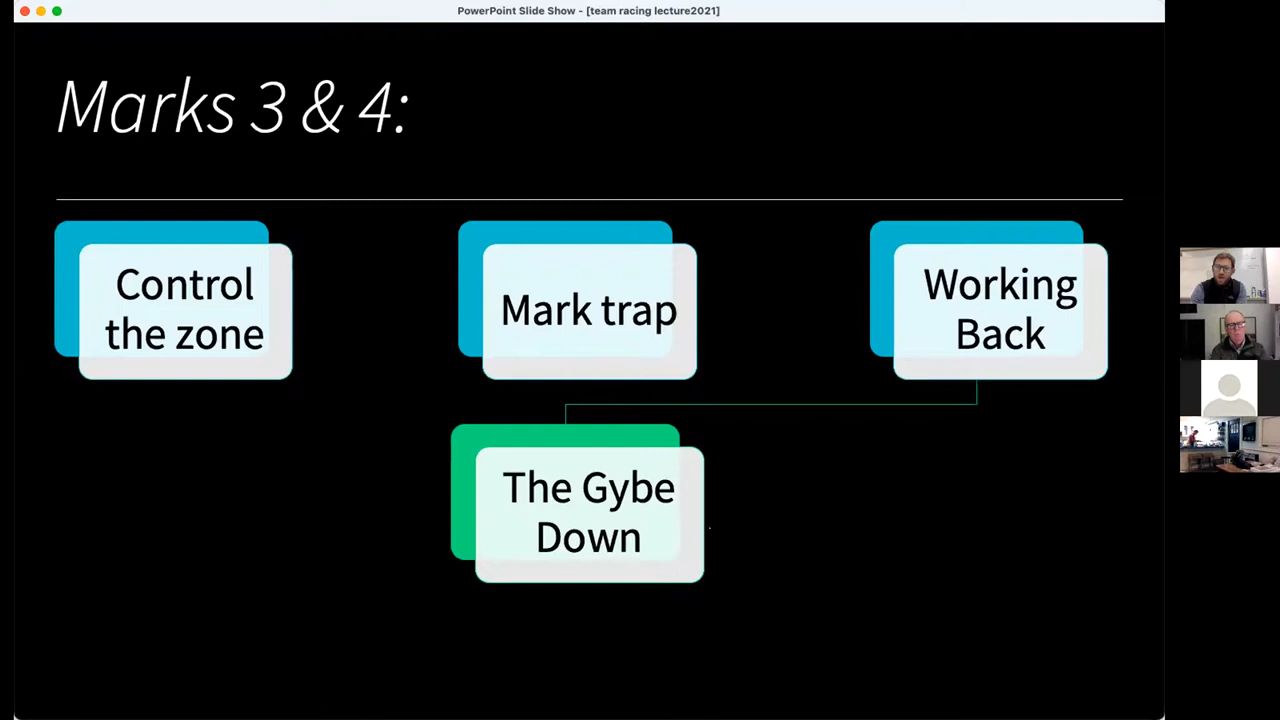 PowerPoint Slide Show - [team racing lecture2021]
Marks 3 & 4:
Control
the zone
Mark trap
Working
Back
The Gybe
Down